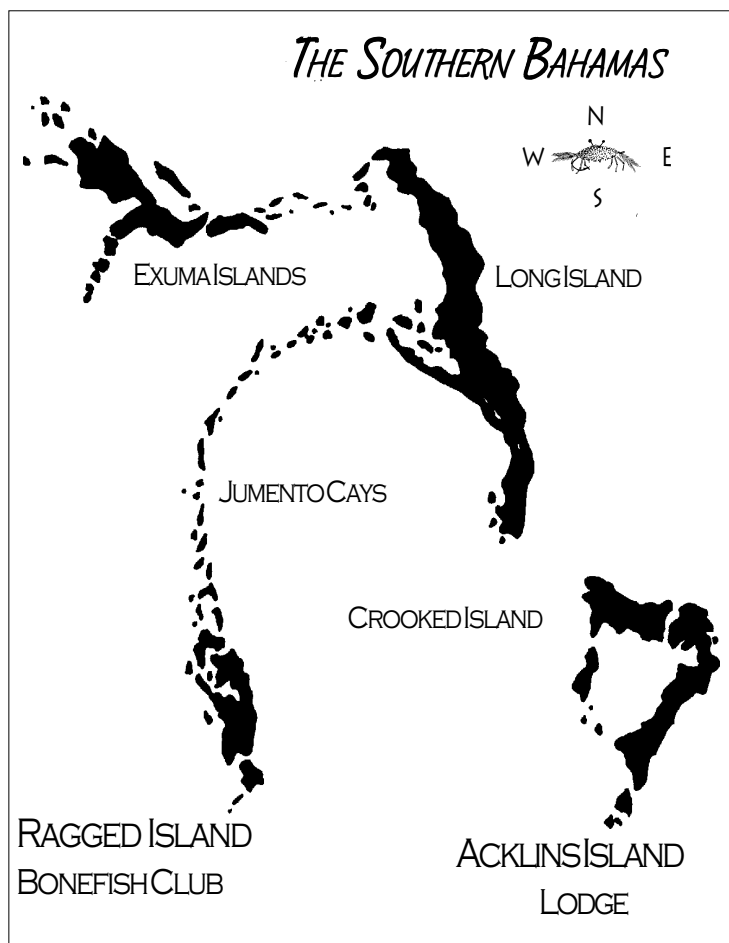 THE SOUTHERN BAHAMAS
N
W E
S
EXUMA ISLANDS
LONG ISLAND
JUMENTO CAYS
CROOKED ISLAND
RAGGED ISLAND
BONEFISH CLUB
ACKLINS ISLAND
LODGE